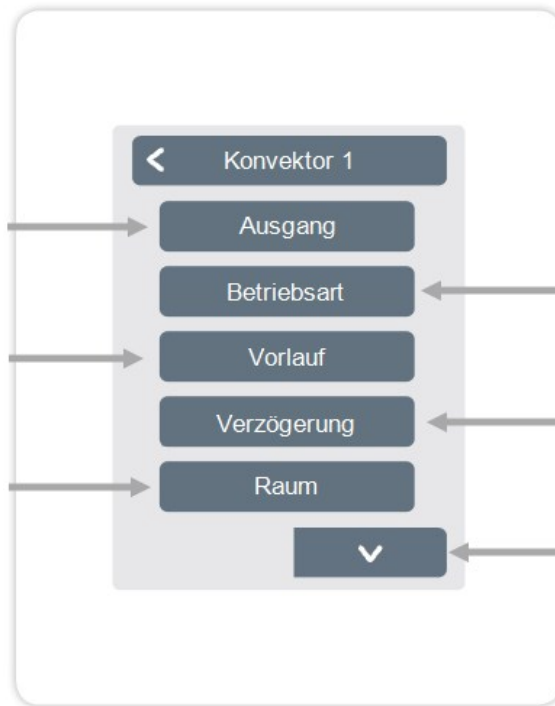 Konvektor 1
Ausgang
Betriebsart
Vorlauf
Verzögerung
Raum